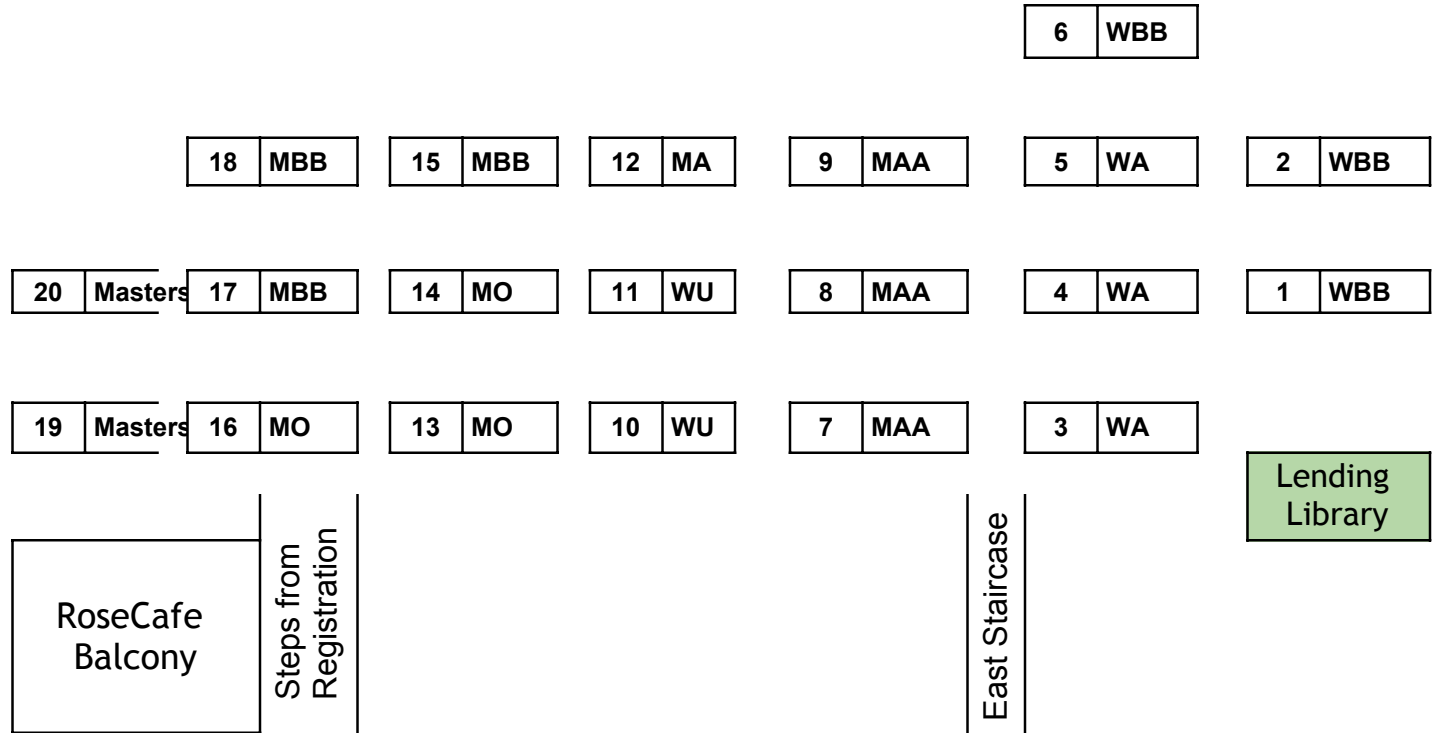 6 WBB
18 MBB 15 MBB 12 MA 9 MAA 5 WA 2 WBB
20 Masters 17 MBB 14 MO 11 WU 8 MAA 4 WA 1 WBB
19 Masters 16 MO 13 MO 10 WU 7 MAA 3 WA
Lending
Library
RoseCafe
Balcony
Steps from
Registration
East Staircase